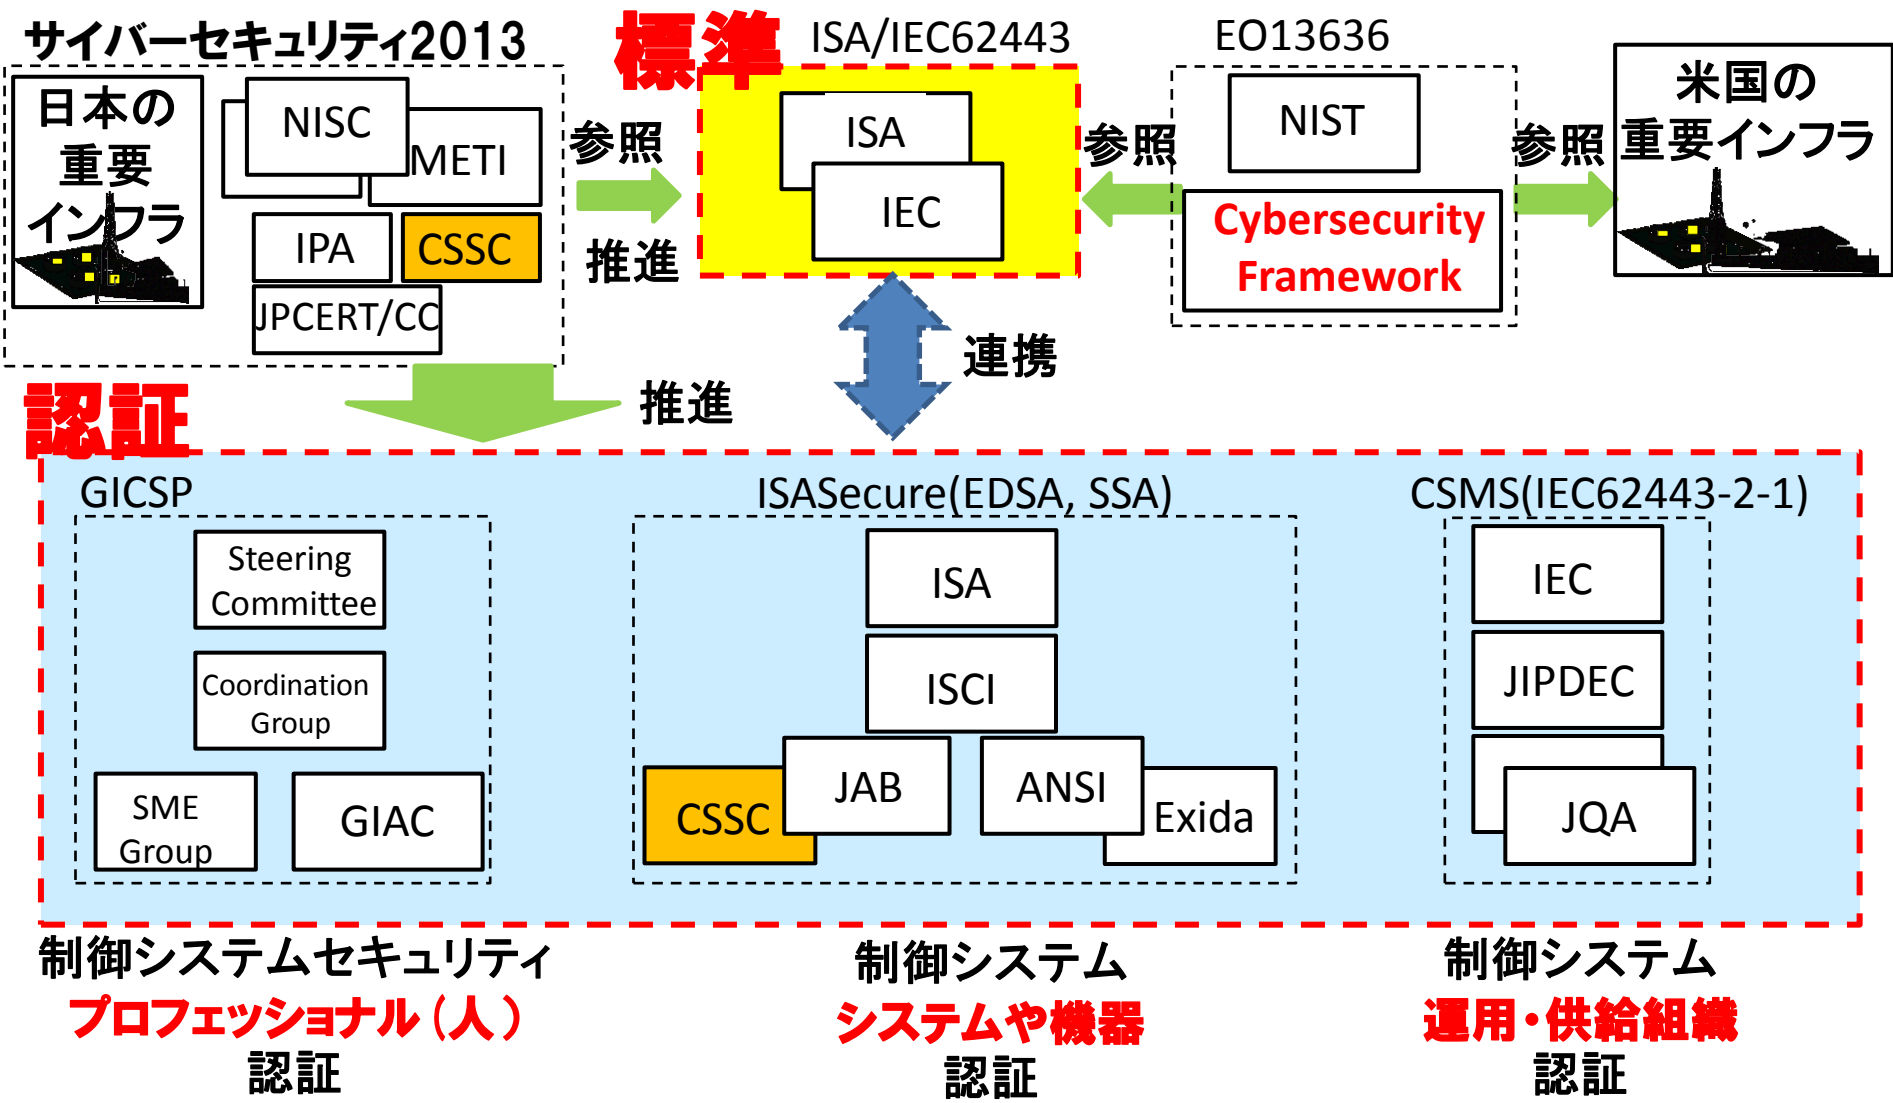 サイバーセキュリティ2013
日本の
重要
インフラ
NISC
METI
IPA
CSSC
JPCERT/CC
参照
推進
標準
ISA/IEC62443
ISA
IEC
参照
EO13636
NIST
Cybersecurity
Framework
参照
米国の
重要インフラ
連携
推進
認証
GICSP
Steering
Committee
Coordination
Group
SME
Group
GIAC
ISASecure(EDSA, SSA)
ISA
ISCI
CSSC
JAB
ANSI
Exida
CSMS(IEC62443-2-1)
IEC
JIPDEC
JQA
制御システムセキュリティ
プロフェッショナル(人)
認証
制御システム
システムや機器
認証
制御システム
運用・供給組織
認証